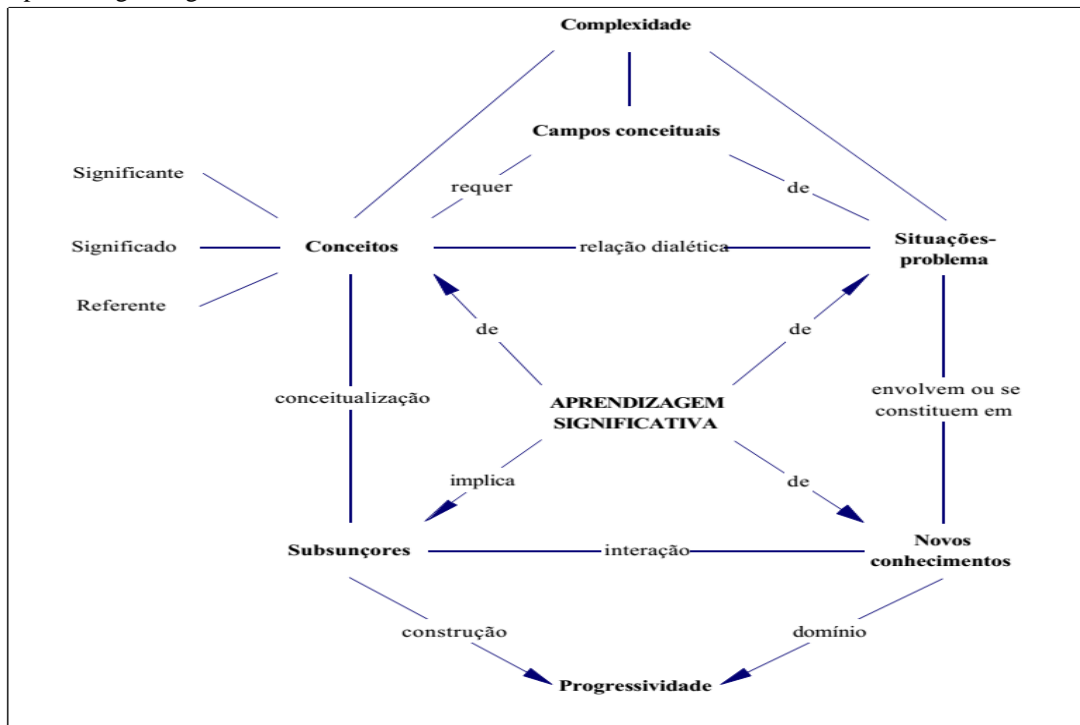 Complexidade
Campos conceituais
Significante
requer
de
Significado
Conceitos
relação dialética
Situações-
problema
Referente
de
de
conceitualização
APRENDIZAGEM
SIGNIFICATIVA
envolvem ou se
constituem em
implica
de
Subsunçores
interação
Novos
conhecimentos
construção
domínio
Progressividade